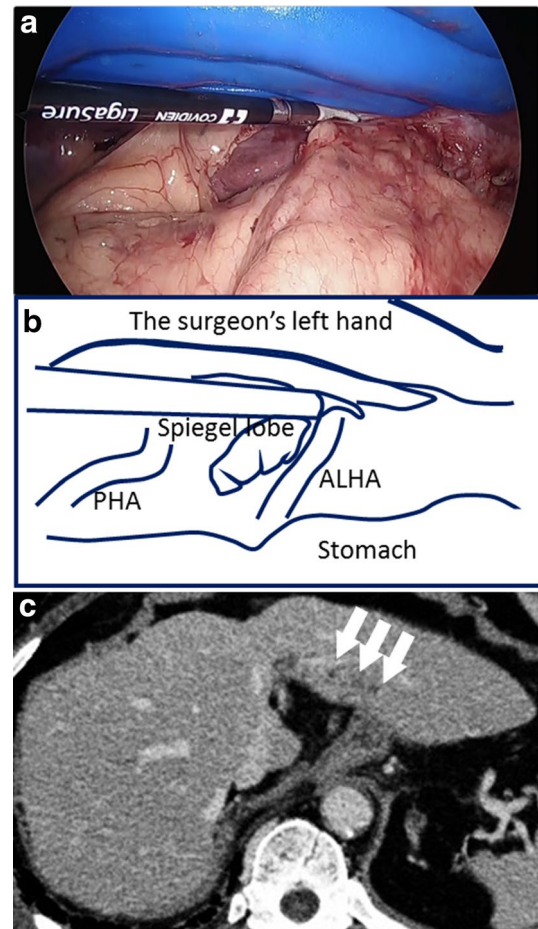 a
COVIDIEN LigaSure
b
The surgeon's left hand
Spiegel lobe
PHA
ALHA
Stomach
c